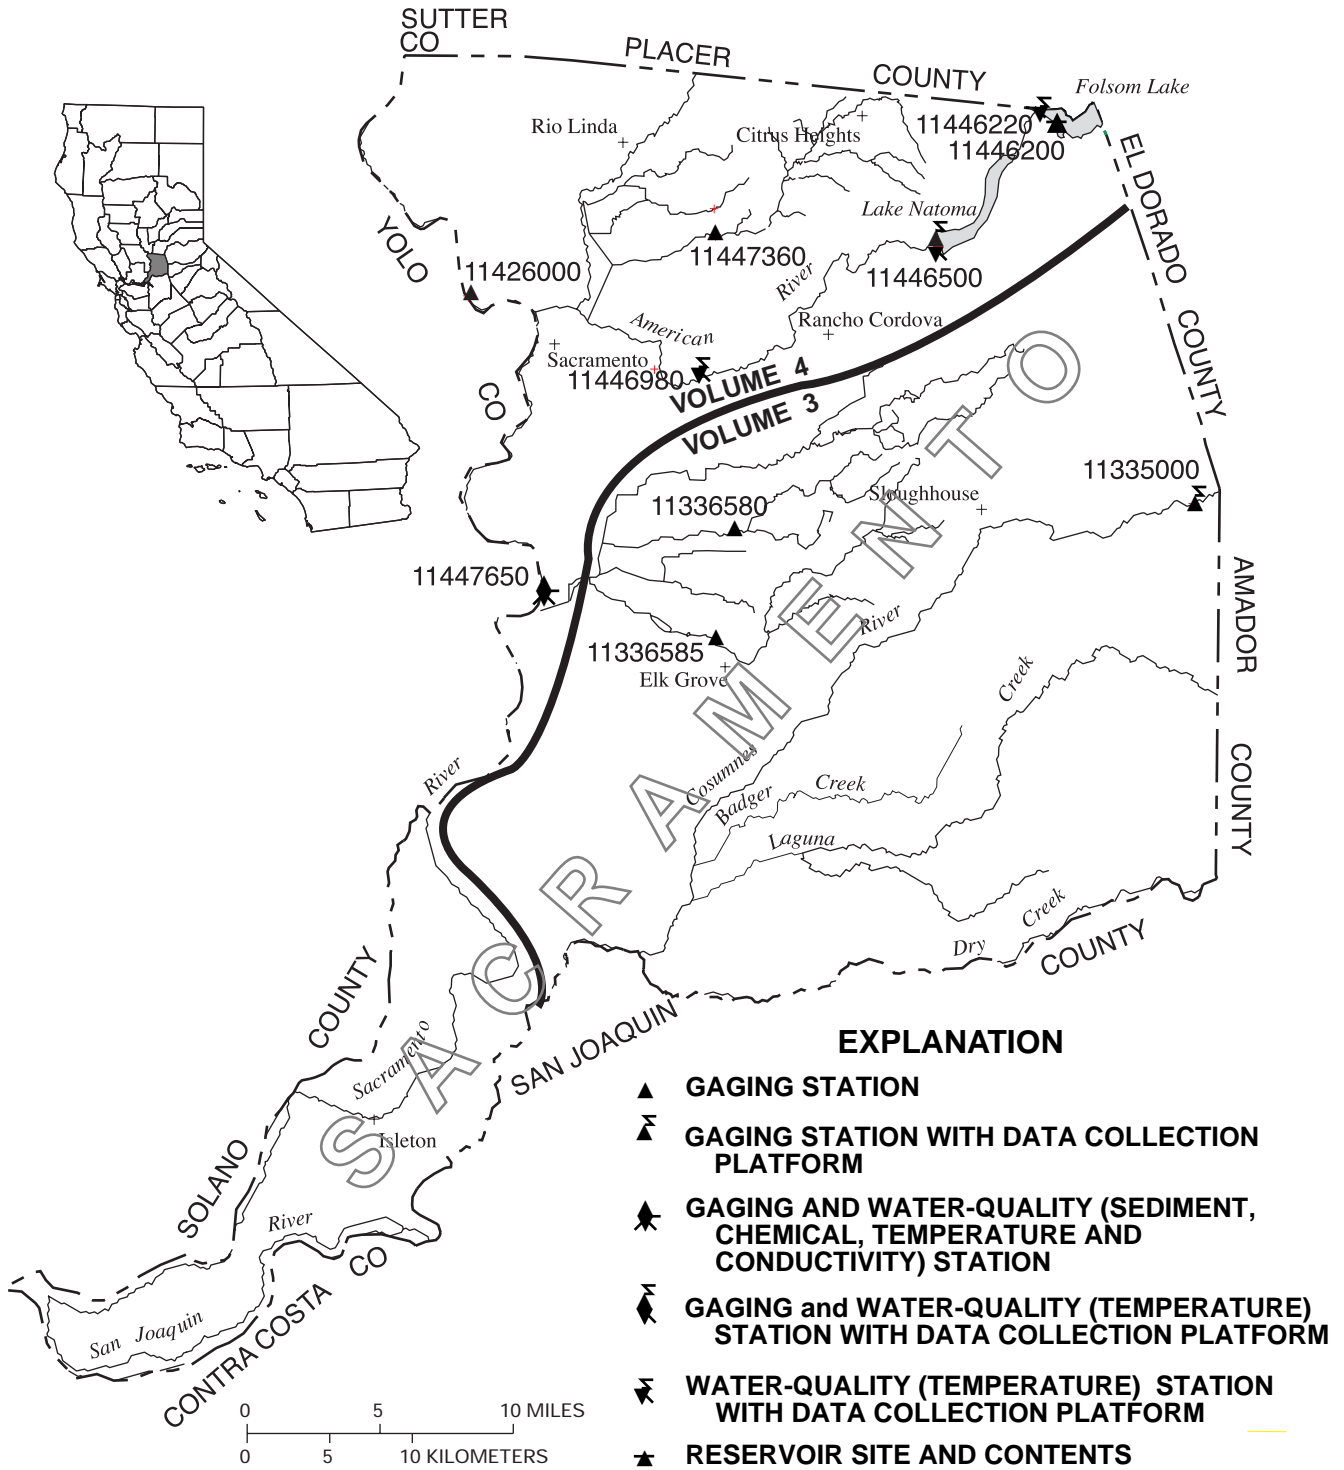 SUTTER
CO
PLACER
COUNTY
Folsom Lake
Rio Linda
Citrus Heights
11446220
11446200
EL DORADO
COUNTY
Lake Natoma
YOLO
11426000
11447360
River
11446500
American
Rancho Cordova
Sacramento
11446980
CO
VOLUME 4
VOLUME 3
11335000
Sloughhouse
11336580
11447650
AMADOR
COUNTY
River
11336585
Elk Grove
Creek
Cosumnes
Badger
Creek
Laguna
River
SACRAMENTO
Creek
Dry
COUNTY
COUNTY
SAN JOAQUIN
Sacramento
Isleton
SOLANO
River
San Joaquin
CONTRA COSTA
CO
EXPLANATION
GAGING STATION
GAGING STATION WITH DATA COLLECTION
PLATFORM
GAGING AND WATER-QUALITY (SEDIMENT,
CHEMICAL, TEMPERATURE AND
CONDUCTIVITY) STATION
GAGING and WATER-QUALITY (TEMPERATURE)
STATION WITH DATA COLLECTION PLATFORM
WATER-QUALITY (TEMPERATURE) STATION
WITH DATA COLLECTION PLATFORM
RESERVOIR SITE AND CONTENTS
0 5 10 MILES
0 5 10 KILOMETERS